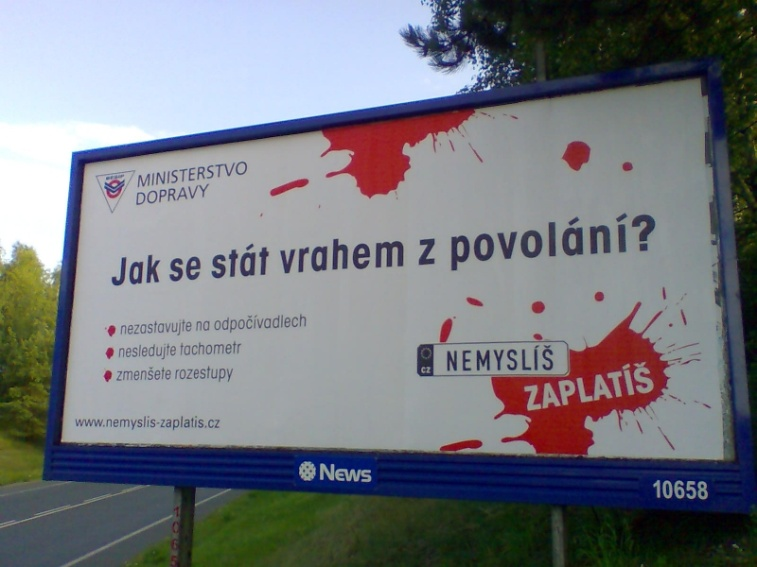 MINISTERSTVO
DOPRAVY
Jak se stát vrahem z povolání?
nezastavujte na odpočívadlech
nesledujte tachometr
zmenšete rozestupy
CZ
NEMYSLÍŠ
ZAPLATÍŠ
www.nemyslis-zaplatis.cz
News
10658